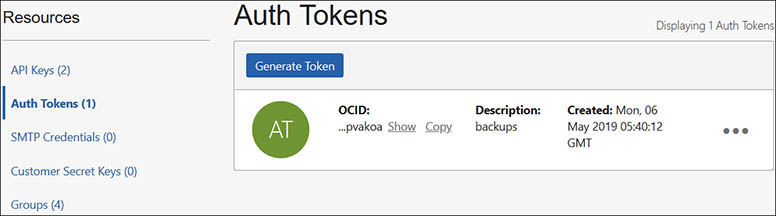 Resources
API Keys (2)
Auth Tokens (1)
SMTP Credentials (0)
Customer Secret Keys (0)
Groups (4)
Auth Tokens
Displaying 1 Auth Tokens
Generate Token
AT
OCID:
...pvakoa Show Copy
Description:
backups
Created: Mon, 06
May 2019 05:40:12
GMT